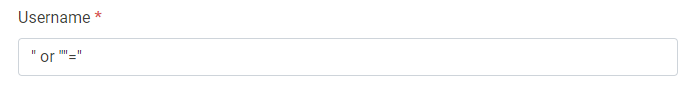 Username *
" or ""="